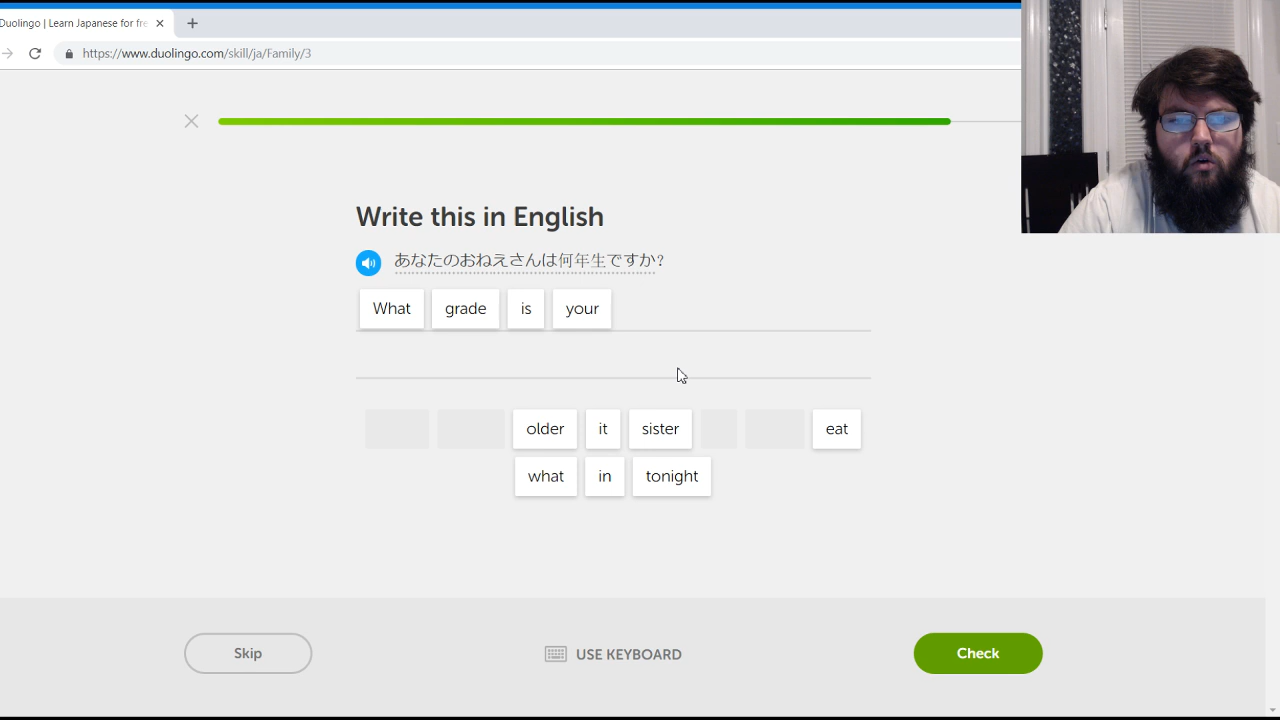 Duolingo | Learn Japanese for fre
https://www.duolingo.com/skill/ja/Family/3
Write this in English
あなたのおねえさんは何年生ですか?
What grade is your
older it sister eat
what in tonight
Skip
USE KEYBOARD
Check